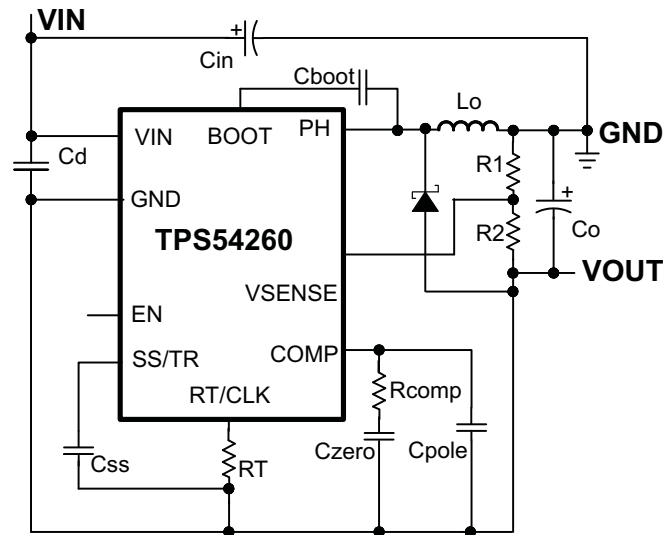 VIN
+
Cin
Cboot
Lo
VIN
BOOT
PH
GND
Cd
R1
GND
+
TPS54260
R2
Co
VSENSE
VOUT
EN
COMP
SS/TR
RT/CLK
Rcomp
Css
RT
Czero
Cpole